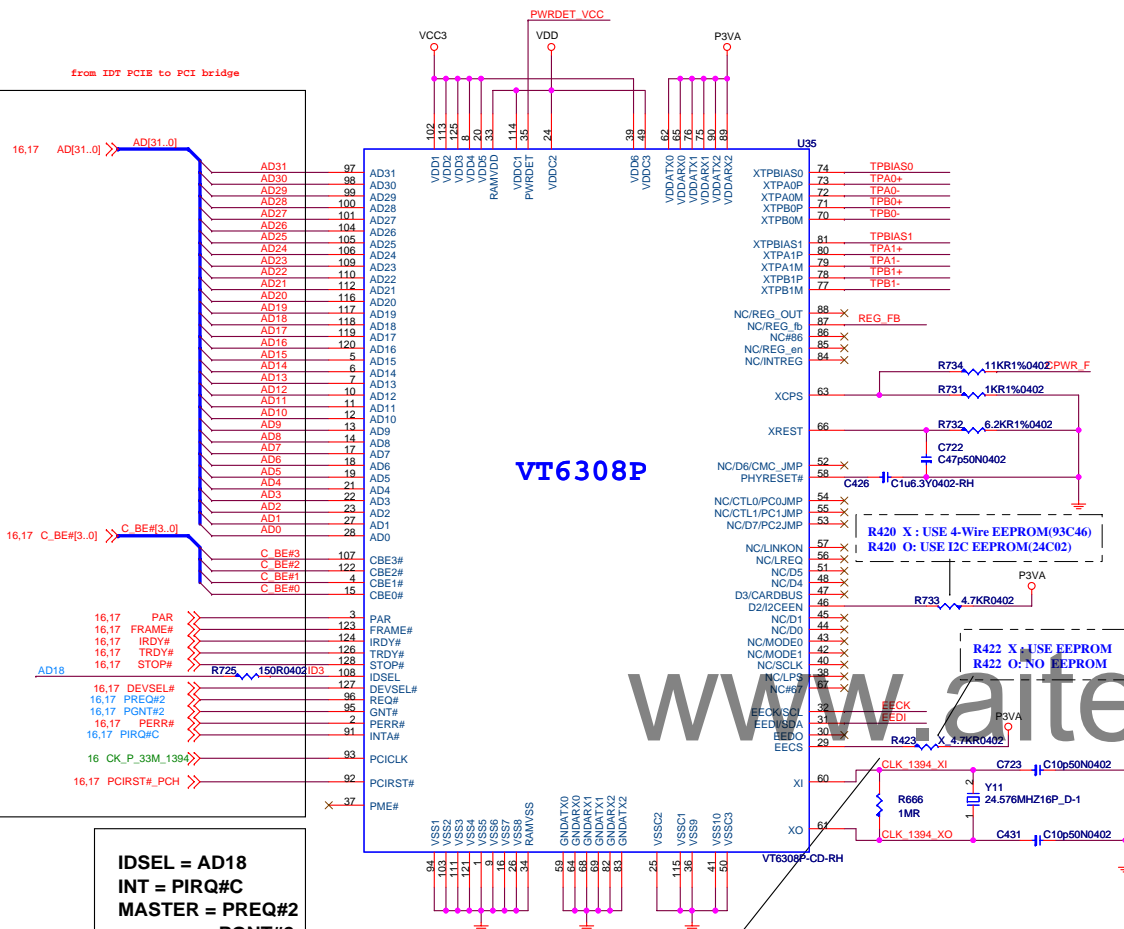 PWRDET_VCC
VCC3
VDD
P3VA
from IDT PCIE to PCI bridge
102
113
125
8
20
33
114
35
24
39
49
62
65
76
75
90
89
U35
VDD1
VDD2
VDD3
VDD4
VDD5
RAMVDD
VDDC1
PWRDET
VDDC2
VDD6
VDDC3
VDDATX0
VDDARX0
VDDATX1
VDDARX1
VDDATX2
VDDARX2
16,17 AD[31..0] AD[31..0]
AD31 97 AD31
AD30 98 AD30
AD29 99 AD29
AD28 100 AD28
AD27 101 AD27
AD26 104 AD26
AD25 105 AD25
AD24 106 AD24
AD23 109 AD23
AD22 110 AD22
AD21 112 AD21
AD20 116 AD20
AD19 117 AD19
AD18 118 AD18
AD17 119 AD17
AD16 120 AD16
AD15 5 AD15
AD14 6 AD14
AD13 7 AD13
AD12 10 AD12
AD11 11 AD11
AD10 12 AD10
AD9 13 AD9
AD8 14 AD8
AD7 17 AD7
AD6 18 AD6
AD5 19 AD5
AD4 21 AD4
AD3 22 AD3
AD2 23 AD2
AD1 27 AD1
AD0 28 AD0
16,17 C_BE#[3..0] C_BE#[3..0]
C_BE#3 107 CBE3#
C_BE#2 122 CBE2#
C_BE#1 4 CBE1#
C_BE#0 15 CBE0#
16,17 PAR 3 PAR
16,17 FRAME# 123 FRAME#
16,17 IRDY# 124 IRDY#
16,17 TRDY# 126 TRDY#
16,17 STOP# 128 STOP#
AD18 R725 150R0402 ID3 108 IDSEL
16,17 DEVSEL# 127 DEVSEL#
16,17 PREQ#2 96 REQ#
16,17 PGNT#2 95 GNT#
16,17 PERR# 2 PERR#
16 PIRQ#C 91 INTA#
16 CK_P_33M_1394 93 PCICLK
16,17 PCIRST#_PCH 92 PCIRST#
37 PME#
VT6308P
XTPBIAS0 74 TPBIAS0
XTPA0P 73 TPA0+
XTPA0M 72 TPA0-
XTPB0P 71 TPB0+
XTPB0M 70 TPB0-
XTPBIAS1 81 TPBIAS1
XTPA1P 80 TPA1+
XTPA1M 79 TPA1-
XTPB1P 78 TPB1+
XTPB1M 77 TPB1-
NC/REG_OUT 88
NC/REG_fb 87 REG_FB
NC#86 86
NC/REG_en 85
NC/INTREG 84
R734 11KR1%0402 CPWR_F
XCPS 63 R731 1KR1%0402
XREST 66 R732 6.2KR1%0402
C722
C47p50N0402
NC/D6/CMC_JMP 52
PHYRESET# 58 C426 C1u6.3Y0402-RH
NC/CTL0/PC0JMP 54
NC/CTL1/PC1JMP 55
NC/D7/PC2JMP 53
R420 X : USE 4-Wire EEPROM(93C46)
R420 O: USE I2C EEPROM(24C02)
NC/LINKON 57
NC/LREQ 56
NC/D5 51
NC/D4 48
D3/CARDBUS 47
D2/I2CEEN 46 R733 4.7KR0402 P3VA
NC/D1 45
NC/D0 44
NC/MODE0 43
NC/MODE1 42
NC/SCLK 40
NC/LPS 38
NC#67 67
R422 X : USE EEPROM
R422 O: NO EEPROM
www.aite
EECK/SCL 32 EECK
EEDI/SDA 31 EEDI
EEDO 30
EECS 29 R423 X_4.7KR0402 P3VA
XI 60 CLK_1394_XI C723 C10p50N0402
R666
1MR
2
Y11
24.576MHZ16P_D-1
1
XO 61 CLK_1394_XO C431 C10p50N0402
VT6308P-CD-RH
VSS1
VSS2
VSS3
VSS4
VSS5
VSS6
VSS7
VSS8
RAMVSS
GNDATX0
GNDARX0
GNDATX1
GNDARX1
GNDARX2
GNDATX2
VSSC2
VSSC1
VSS9
VSS10
VSSC3
94
103
111
121
1
9
16
26
34
59
64
68
69
82
83
25
115
36
41
50
IDSEL = AD18
INT = PIRQ#C
MASTER = PREQ#2